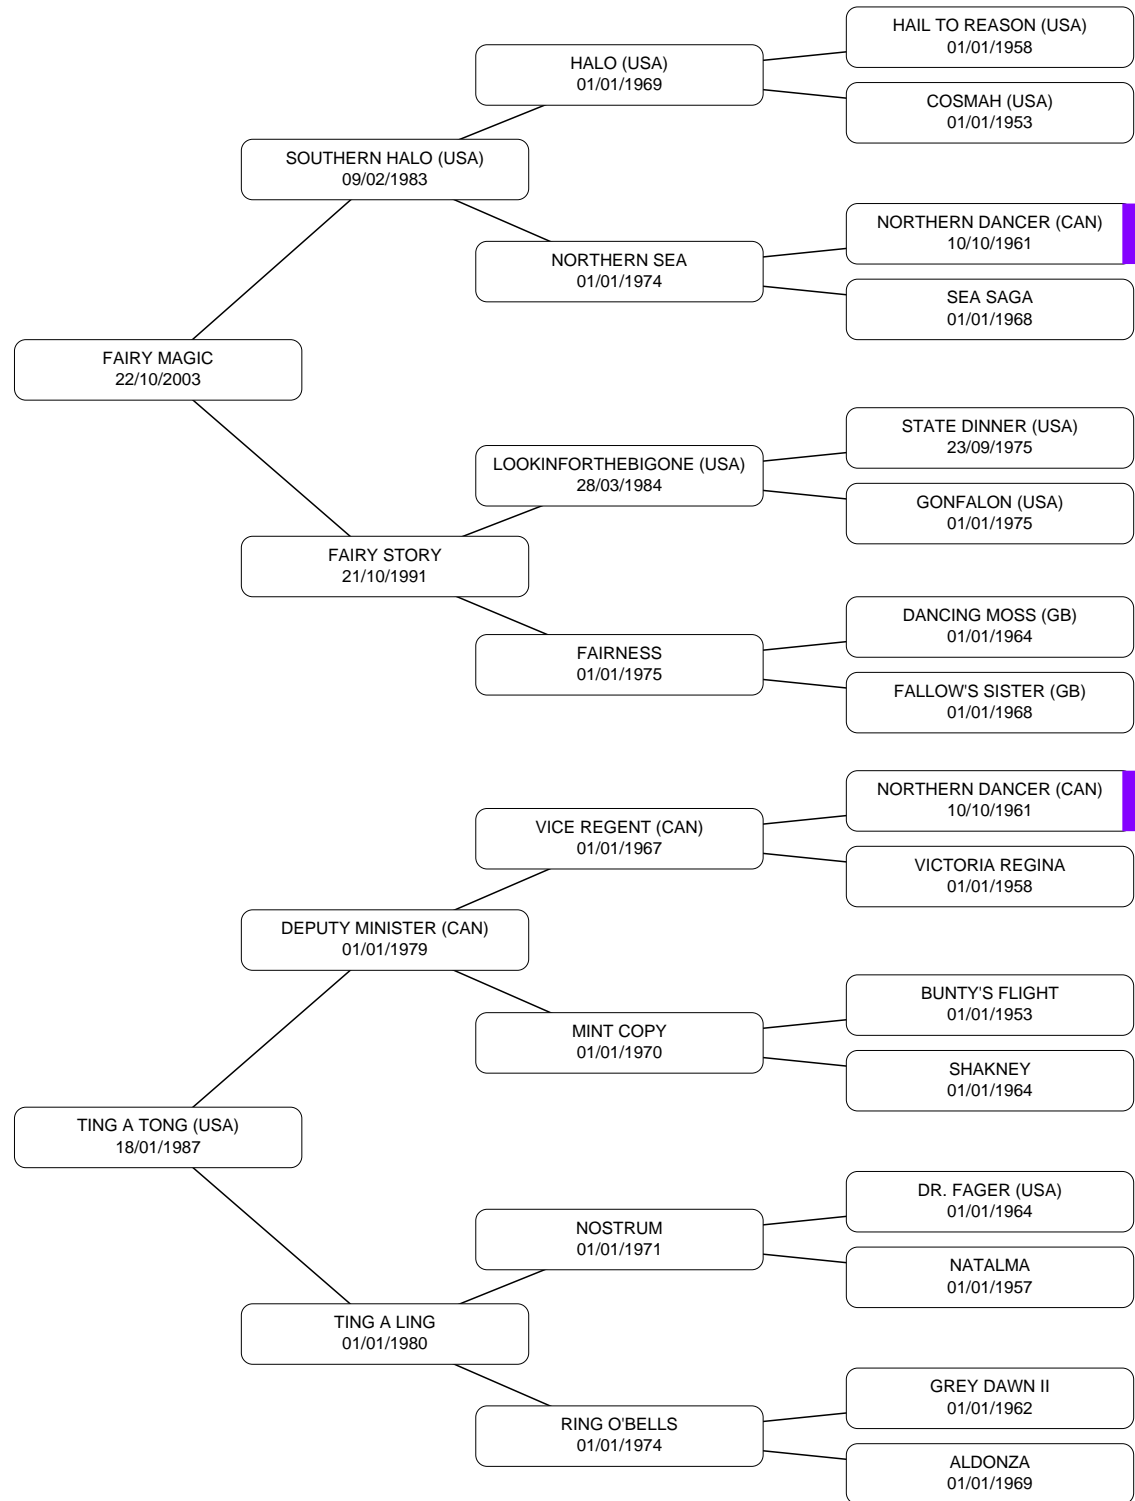 HAIL TO REASON (USA)
01/01/1958
HALO (USA)
01/01/1969
COSMAH (USA)
01/01/1953
SOUTHERN HALO (USA)
09/02/1983
NORTHERN DANCER (CAN)
10/10/1961
NORTHERN SEA
01/01/1974
SEA SAGA
01/01/1968
FAIRY MAGIC
22/10/2003
STATE DINNER (USA)
23/09/1975
LOOKINFORTHEBIGONE (USA)
28/03/1984
GONFALON (USA)
01/01/1975
FAIRY STORY
21/10/1991
DANCING MOSS (GB)
01/01/1964
FAIRNESS
01/01/1975
FALLOW'S SISTER (GB)
01/01/1968
NORTHERN DANCER (CAN)
10/10/1961
VICE REGENT (CAN)
01/01/1967
VICTORIA REGINA
01/01/1958
DEPUTY MINISTER (CAN)
01/01/1979
BUNTY'S FLIGHT
01/01/1953
MINT COPY
01/01/1970
SHAKNEY
01/01/1964
TING A TONG (USA)
18/01/1987
DR. FAGER (USA)
01/01/1964
NOSTRUM
01/01/1971
NATALMA
01/01/1957
TING A LING
01/01/1980
GREY DAWN II
01/01/1962
RING O'BELLS
01/01/1974
ALDONZA
01/01/1969